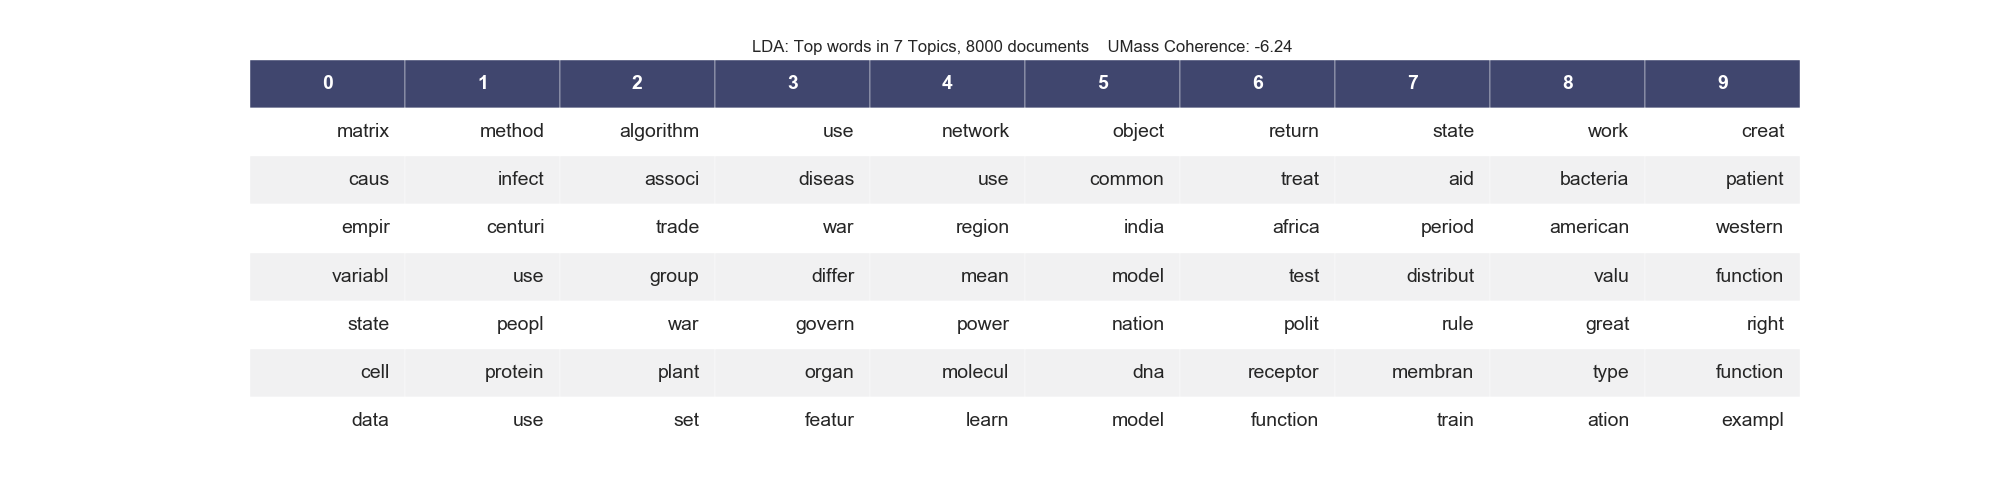 LDA: Top words in 7 Topics, 8000 documents    UMass Coherence: -6.24
0 1 2 3 4 5 6 7 8 9
matrix method algorithm use network object return state work creat
caus infect associ diseas use common treat aid bacteria patient
empir centuri trade war region india africa period american western
variabl use group differ mean model test distribut valu function
state peopl war govern power nation polit rule great right
cell protein plant organ molecul dna receptor membran type function
data use set featur learn model function train ation exampl